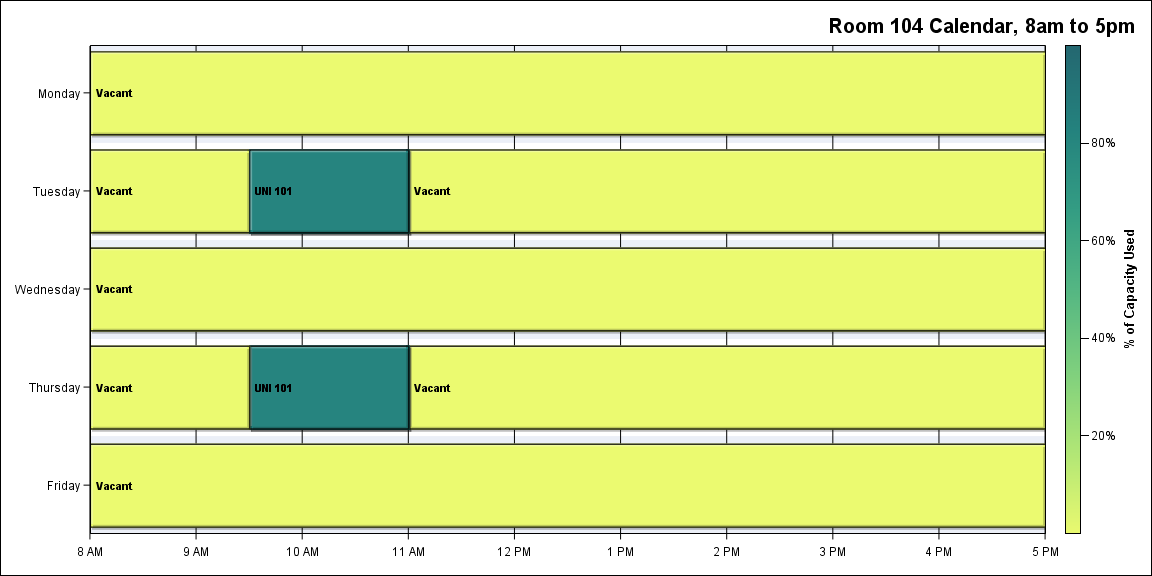 Room 104 Calendar, 8am to 5pm
Monday
Vacant
Tuesday
Vacant
UNI 101
Vacant
Wednesday
Vacant
Thursday
Vacant
UNI 101
Vacant
Friday
Vacant
8 AM
9 AM
10 AM
11 AM
12 PM
1 PM
2 PM
3 PM
4 PM
5 PM
80%
60%
40%
20%
% of Capacity Used